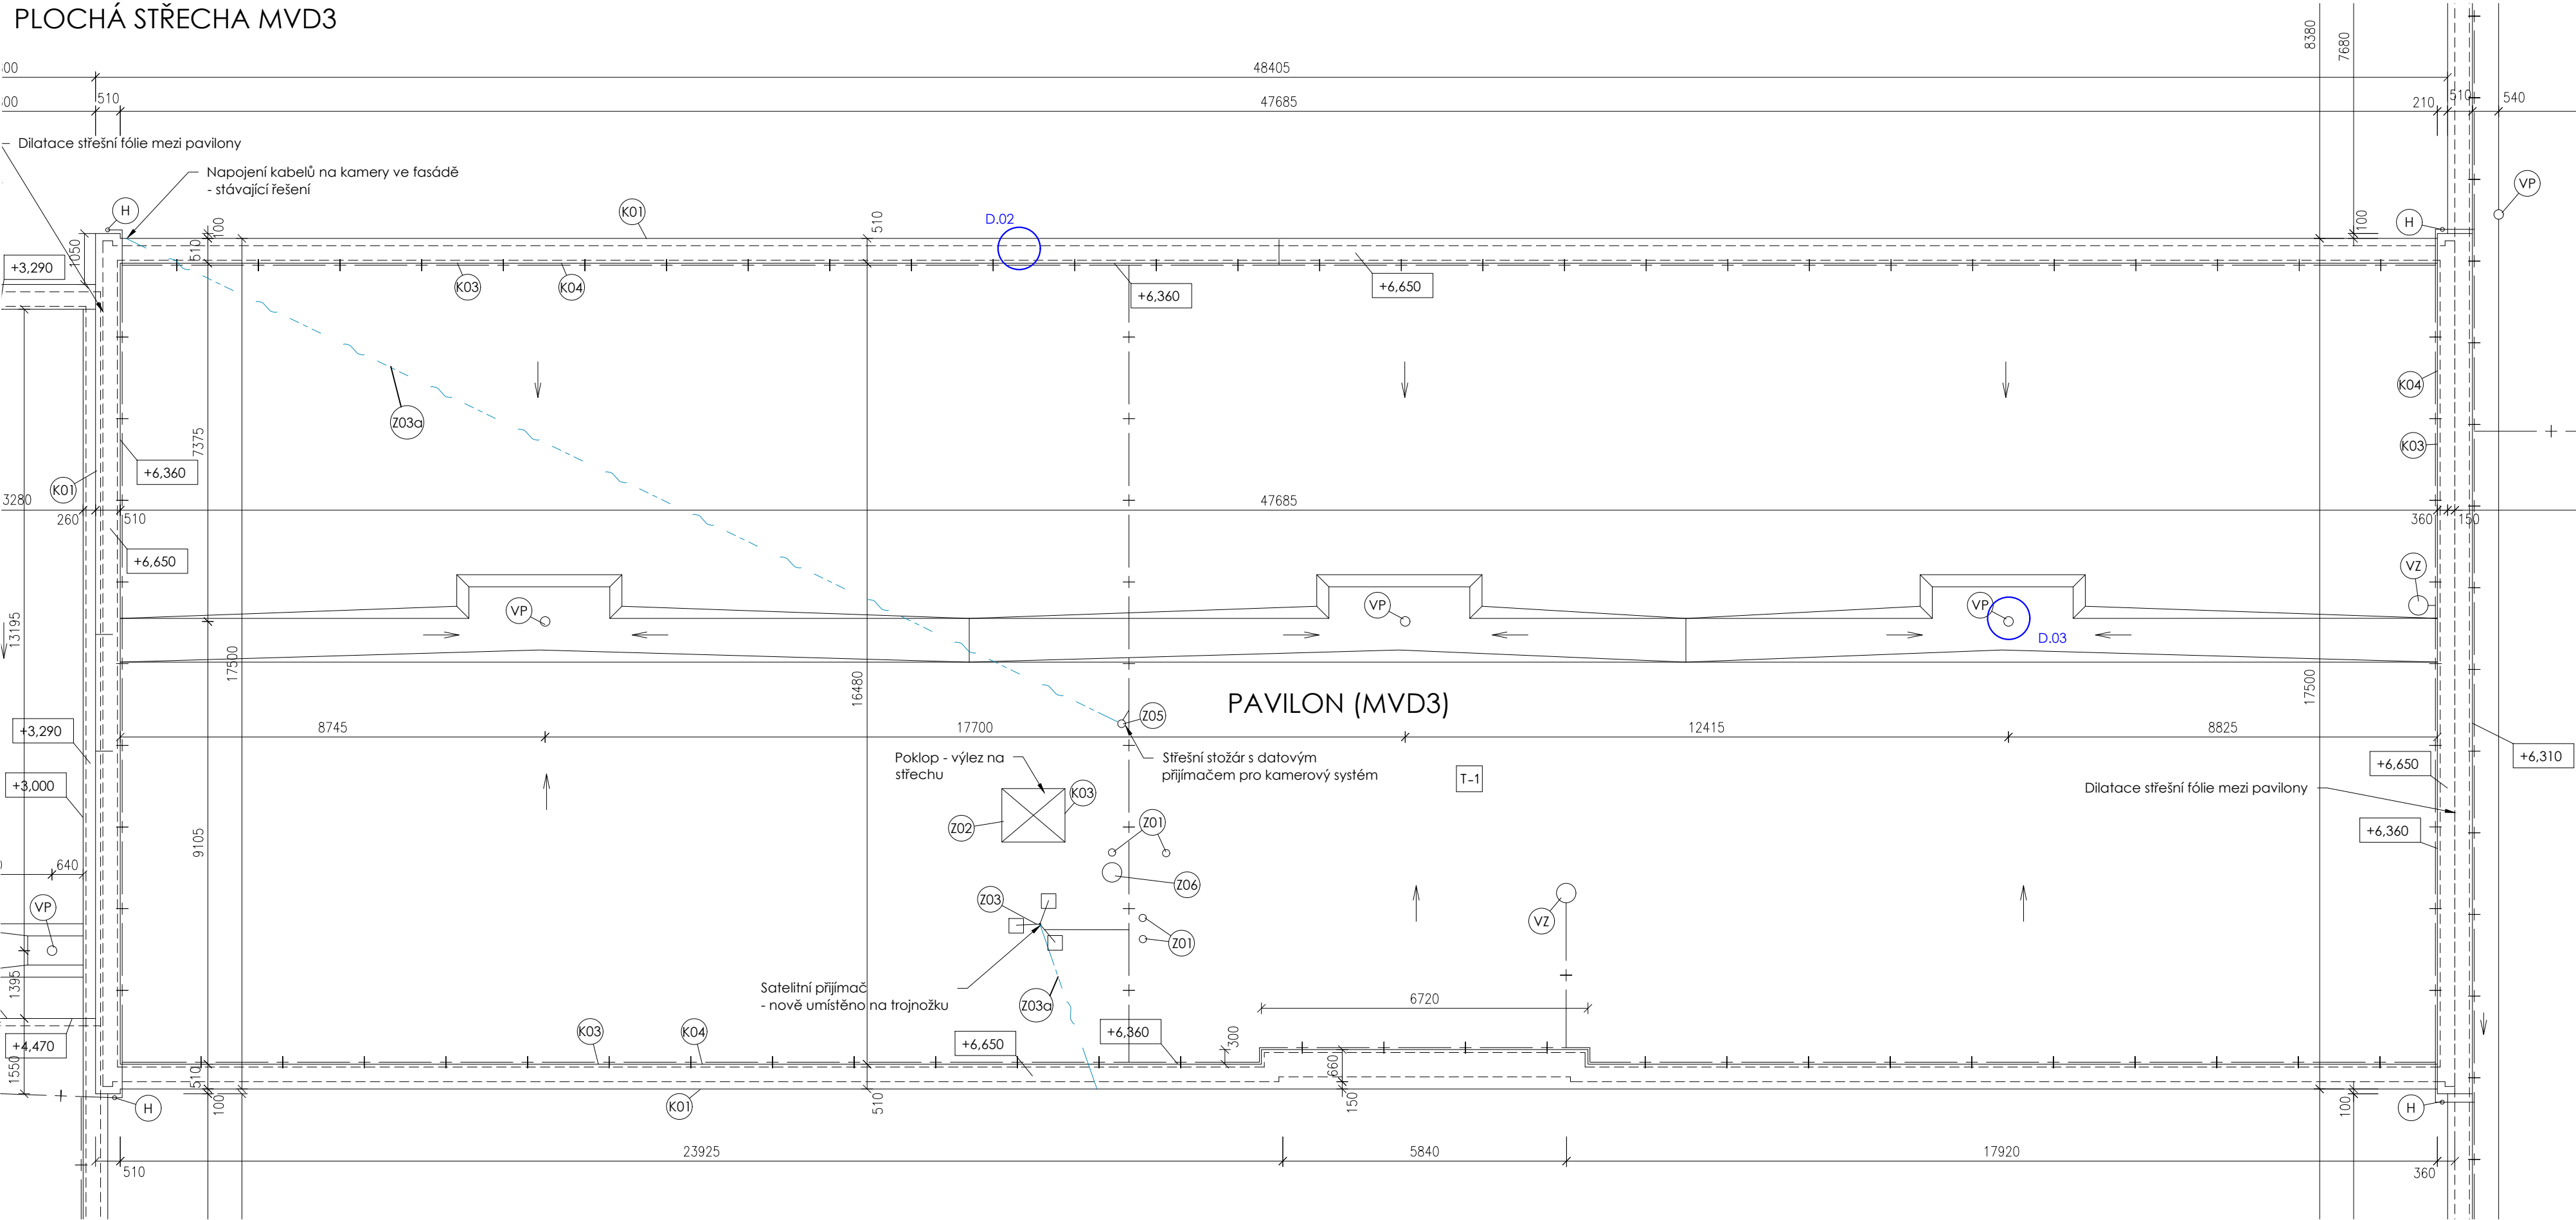 PLOCHÁ STŘECHA MVD3
8380
7680
48405
510
47685
210
510
540
Dilatace střešní fólie mezi pavilony
Napojení kabelů na kamery ve fasádě
- stávající řešení
H
K01
D.02
VP
H
1050
510
100
510
100
+3,290
K03
K04
+6,360
+6,650
K04
Z03a
7375
K03
+6,360
K01
3280
260
510
47685
360
150
+6,650
VZ
VP
VP
VP
D.03
13195
17500
16480
17500
PAVILON (MVD3)
Z05
+3,290
8745
17700
12415
8825
Poklop - výlez na
střechu
Střešní stožár s datovým
přijímačem pro kamerový systém
T-1
+6,650
+6,310
+3,000
K03
Dilatace střešní fólie mezi pavilony
Z02
Z01
+6,360
9105
640
Z06
Z03
VP
VZ
Z01
1395
Satelitní přijímač
- nově umístěno na trojnožku
Z03a
6720
K03
K04
+6,650
+6,360
300
+4,470
1550
510
100
660
150
510
100
H
K01
H
23925
5840
17920
510
360